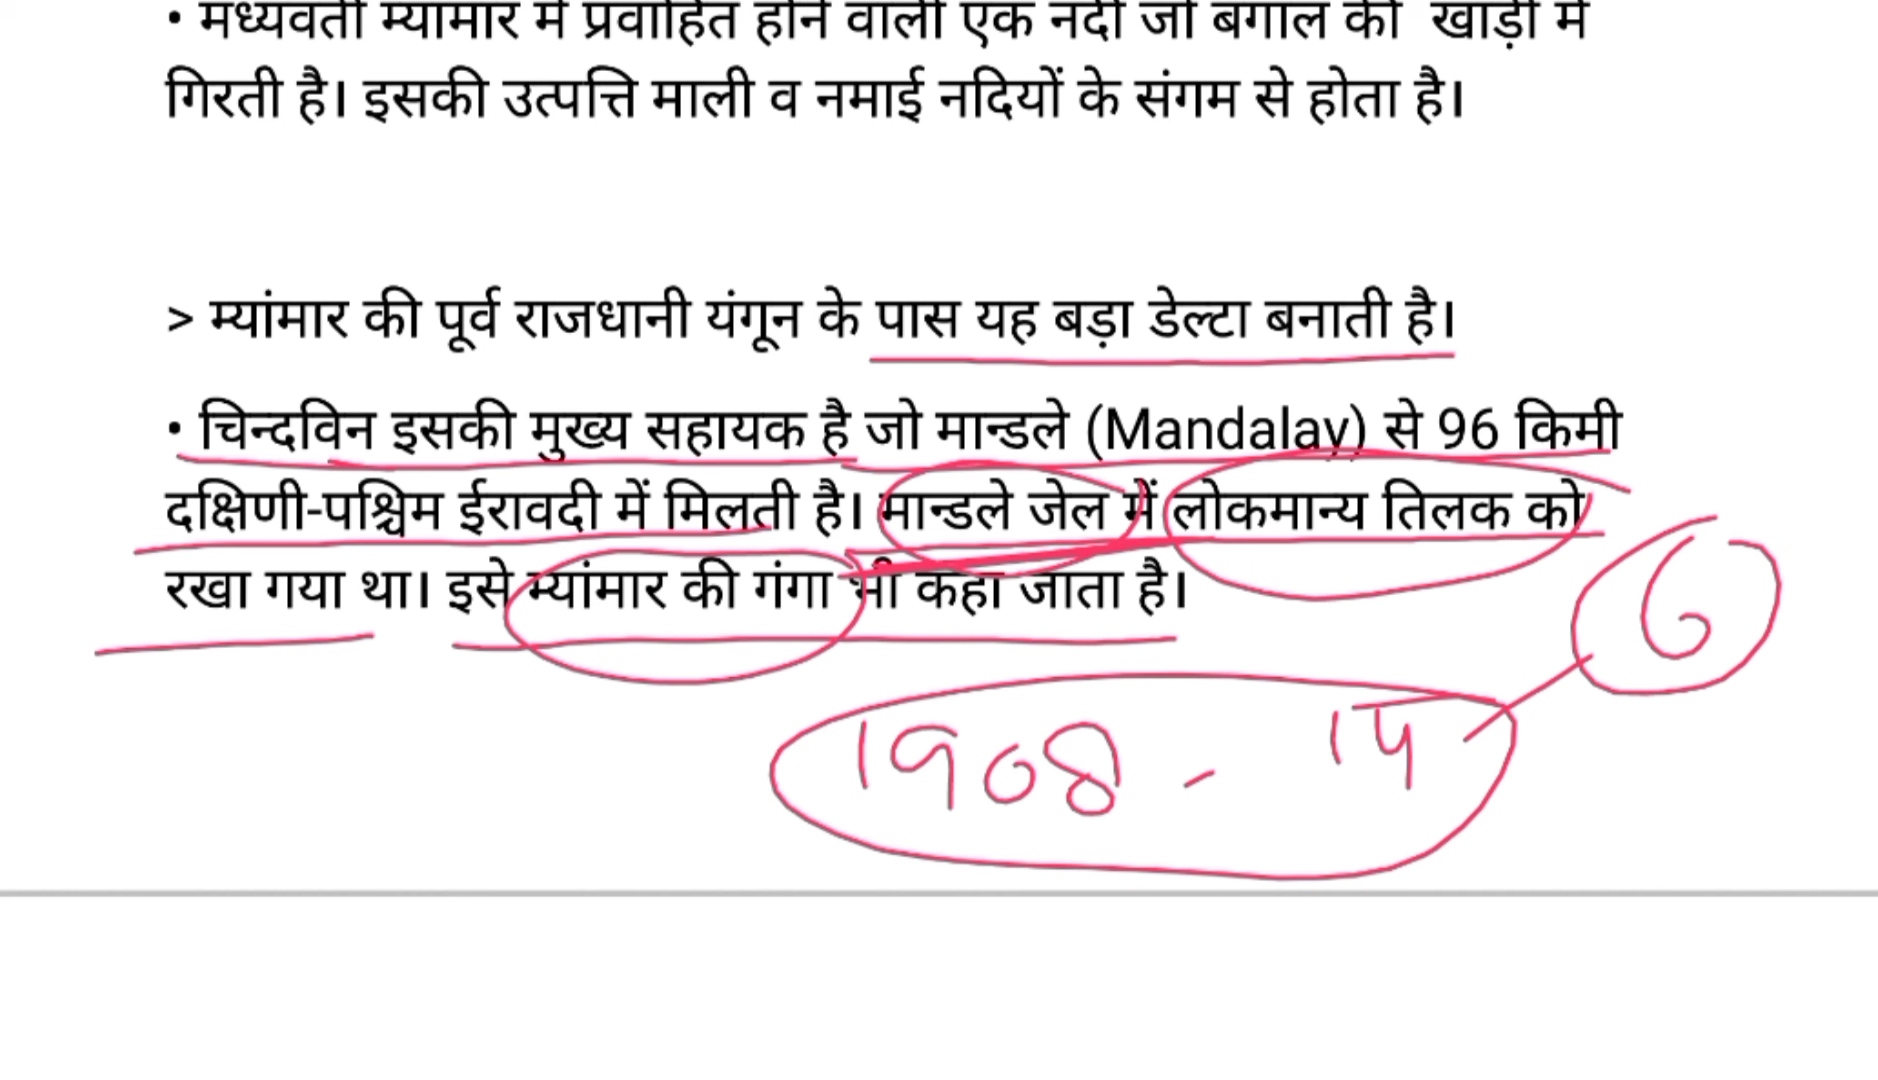 • मध्यवर्ती म्यांमार में प्रवाहित होने वाली एक नदी जो बंगाल की खाड़ी में
गिरती है। इसकी उत्पत्ति माली व नमाई नदियों के संगम से होता है।
> म्यांमार की पूर्व राजधानी यंगून के पास यह बड़ा डेल्टा बनाती है।
• चिन्दविन इसकी मुख्य सहायक है जो मान्डले (Mandalay) से 96 किमी
दक्षिणी-पश्चिम ईरावदी में मिलती है। मान्डले जेल में लोकमान्य तिलक को
रखा गया था। इसे म्यांमार की गंगा भी कहा जाता है।
6
1908 - 14